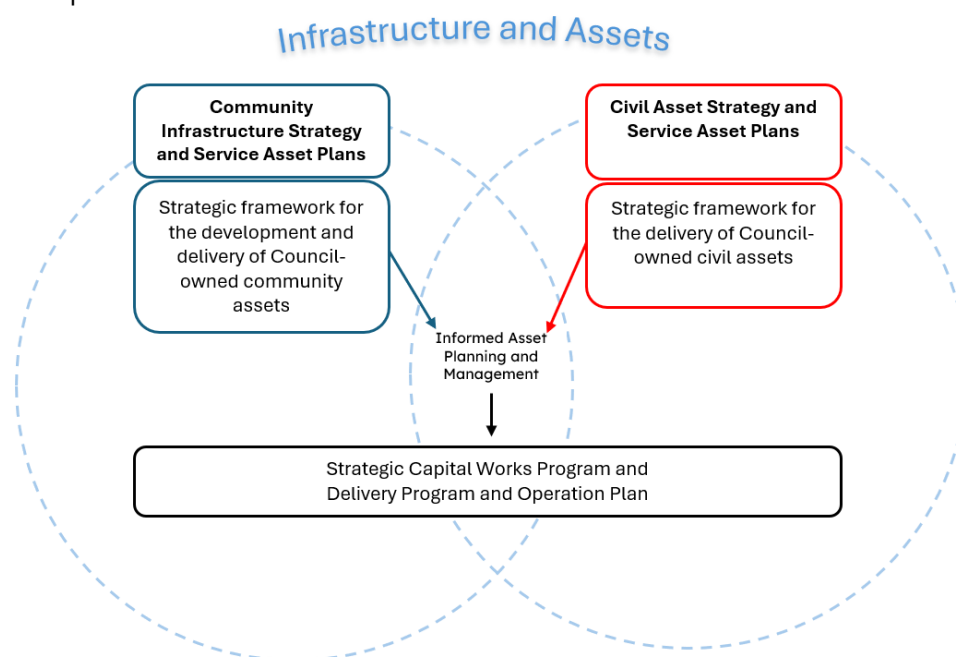 Infrastructure and Assets
Community
Infrastructure Strategy
and Service Asset Plans
Strategic framework for
the development and
delivery of Council-
owned community
assets
Civil Asset Strategy and
Service Asset Plans
Strategic framework for
the delivery of Council-
owned civil assets
Informed Asset
Planning and
Management
Strategic Capital Works Program and
Delivery Program and Operation Plan